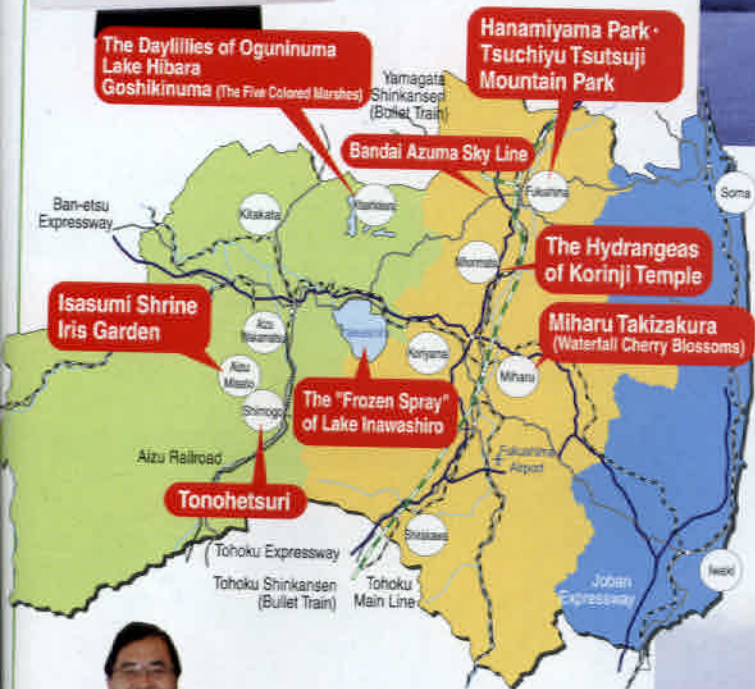 The Daylillies of Oguninuma
Lake Hibara
Goshikinuma (The Five Colored Marshes)
Hanamiyama Park·
Tsuchiyu Tsutsuji
Mountain Park
Yamagata
Shinkansen
(Bullet Train)
Bandai Azuma Sky Line
Fukushima
Soma
Ban-etsu
Expressway
Kitakata
Nihonmatsu
The Hydrangeas
of Korinji Temple
Isasumi Shrine
Iris Garden
Aizu
Wakamatsu
Koriyama
Miharu Takizakura
(Waterfall Cherry Blossoms)
Aizu
Misato
Miharu
Shimogo
The "Frozen Spray"
of Lake Inawashiro
Aizu Railroad
Fukushima
Airport
Tonohetsuri
Shirakawa
Tohoku Expressway
Tohoku Shinkansen
(Bullet Train)
Tohoku
Main Line
Joban
Expressway
Iwaki